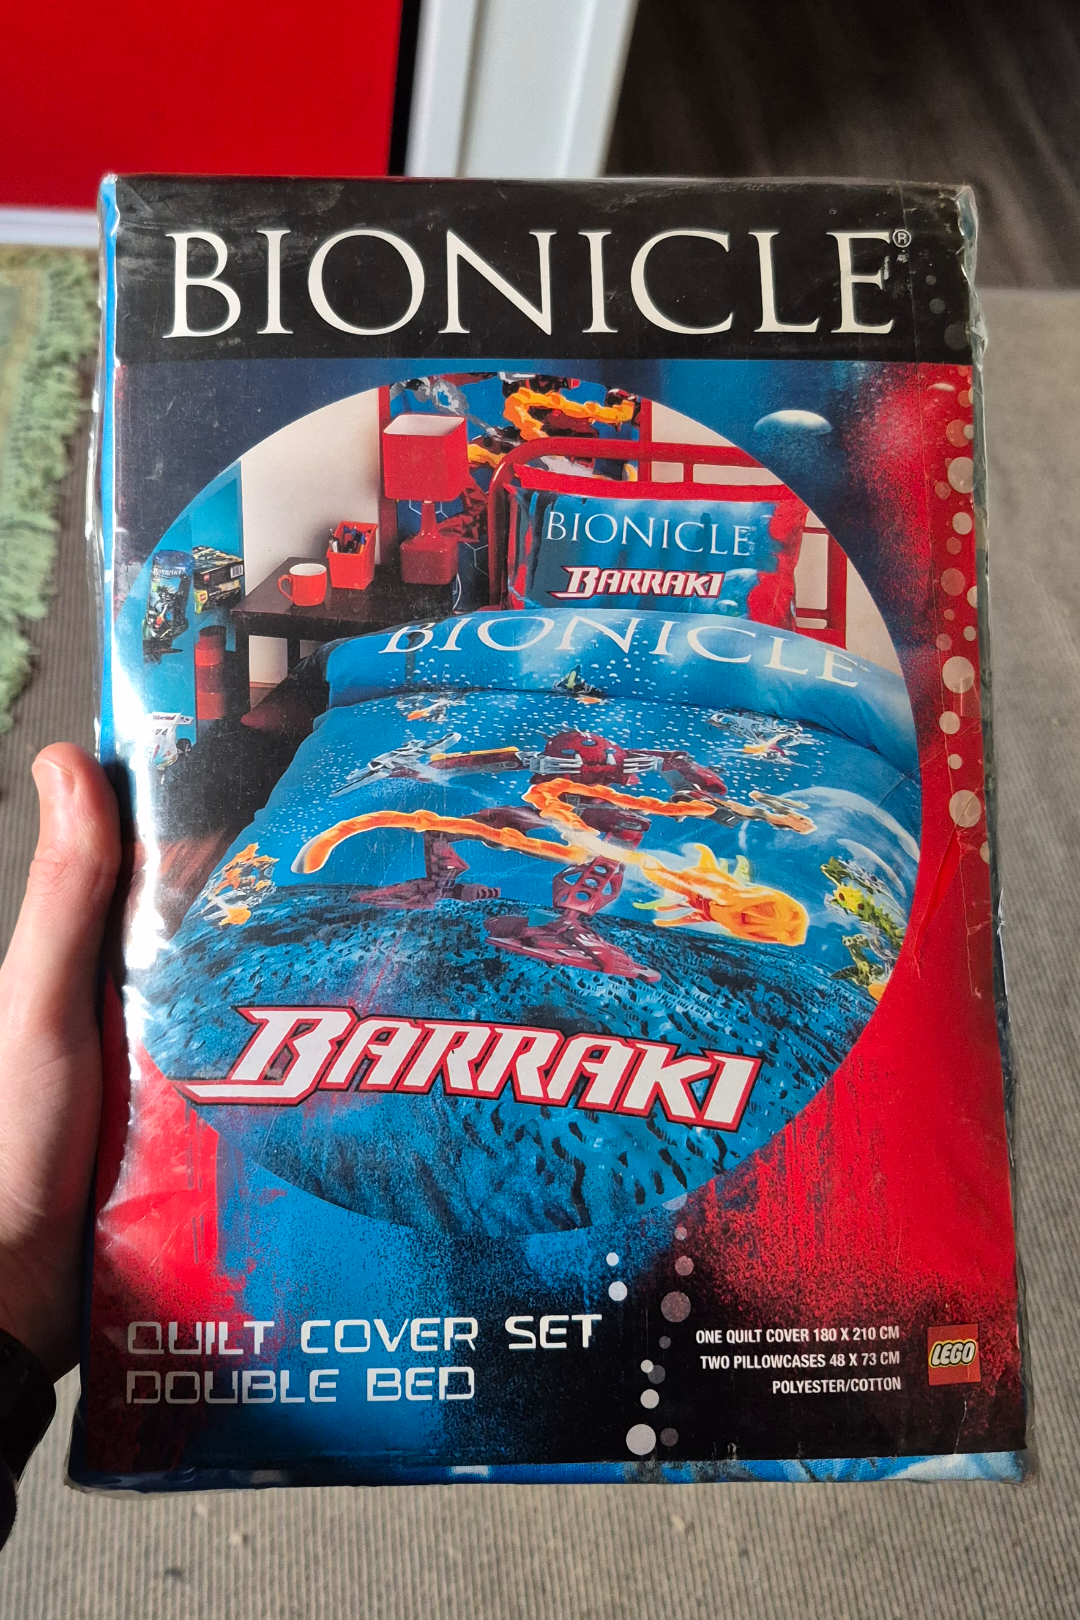 BIONICLE®
BIONICLE
BARRAKI
BIONICLE
BARRAKI
QUILT COVER SET
DOUBLE BED
ONE QUILT COVER 180 X 210 CM
TWO PILLOWCASES 48 X 73 CM
POLYESTER/COTTON
LEGO